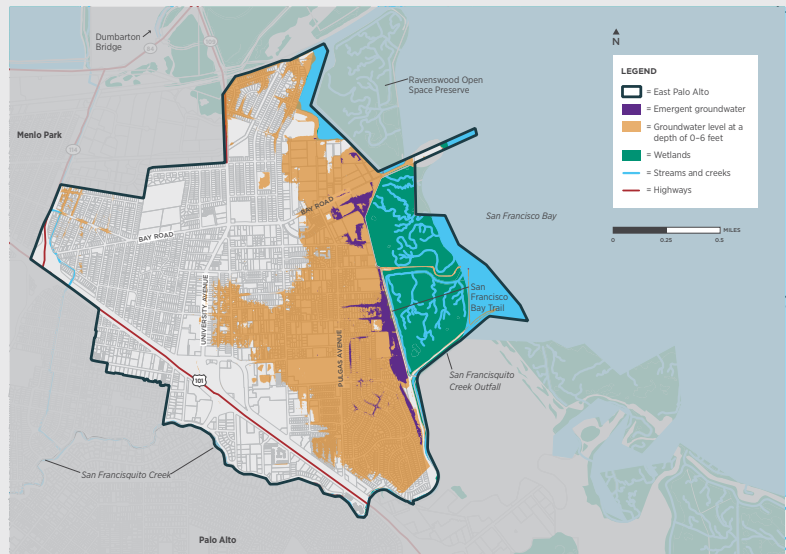 Dumbarton
Bridge
84
109
Ravenswood Open
Space Preserve
Menlo Park
114
BAY ROAD
BAY ROAD
UNIVERSITY AVENUE
PULGAS AVENUE
101
San Francisco Bay
San
Francisco
Bay Trail
San Francisquito
Creek Outfall
San Francisquito Creek
Palo Alto
N
LEGEND
= East Palo Alto
= Emergent groundwater
= Groundwater level at a
depth of 0–6 feet
= Wetlands
= Streams and creeks
= Highways
MILES
0 0.25 0.5